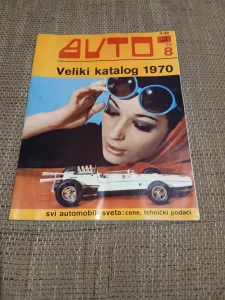 AUTO
8
Veliki katalog 1970
svi automobili sveta: cene, tehnički podaci